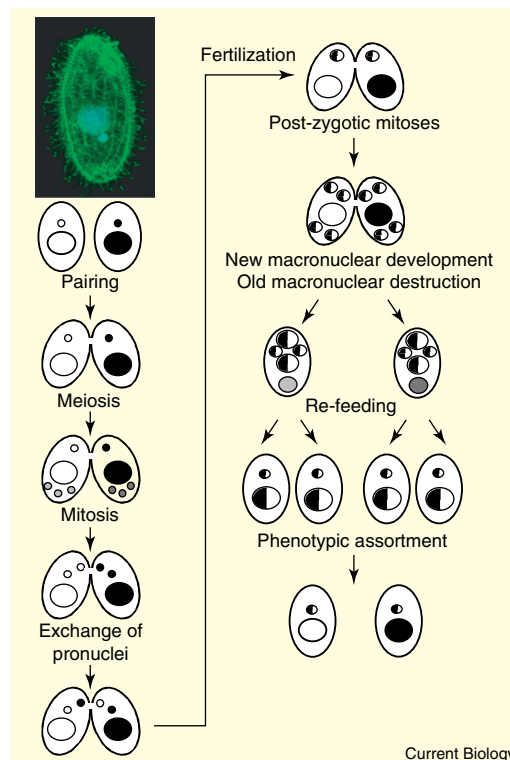 Pairing
Meiosis
Mitosis
Exchange of
pronuclei
Fertilization
Post-zygotic mitoses
New macronuclear development
Old macronuclear destruction
Re-feeding
Phenotypic assortment
Current Biology